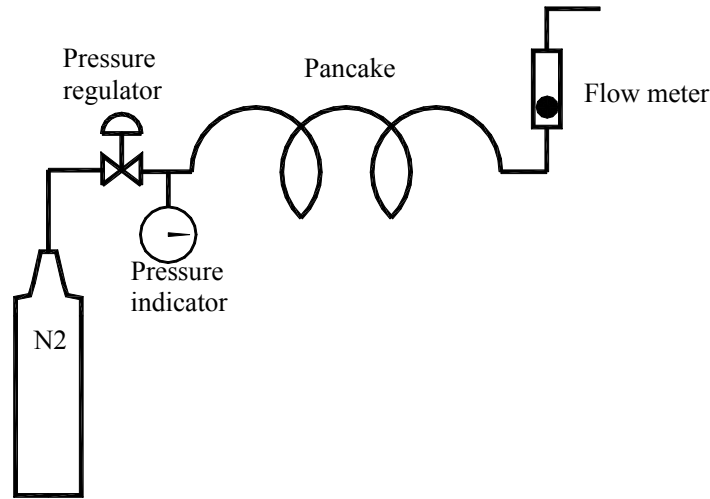 Pressure
regulator
Pancake
Flow meter
Pressure
indicator
N2